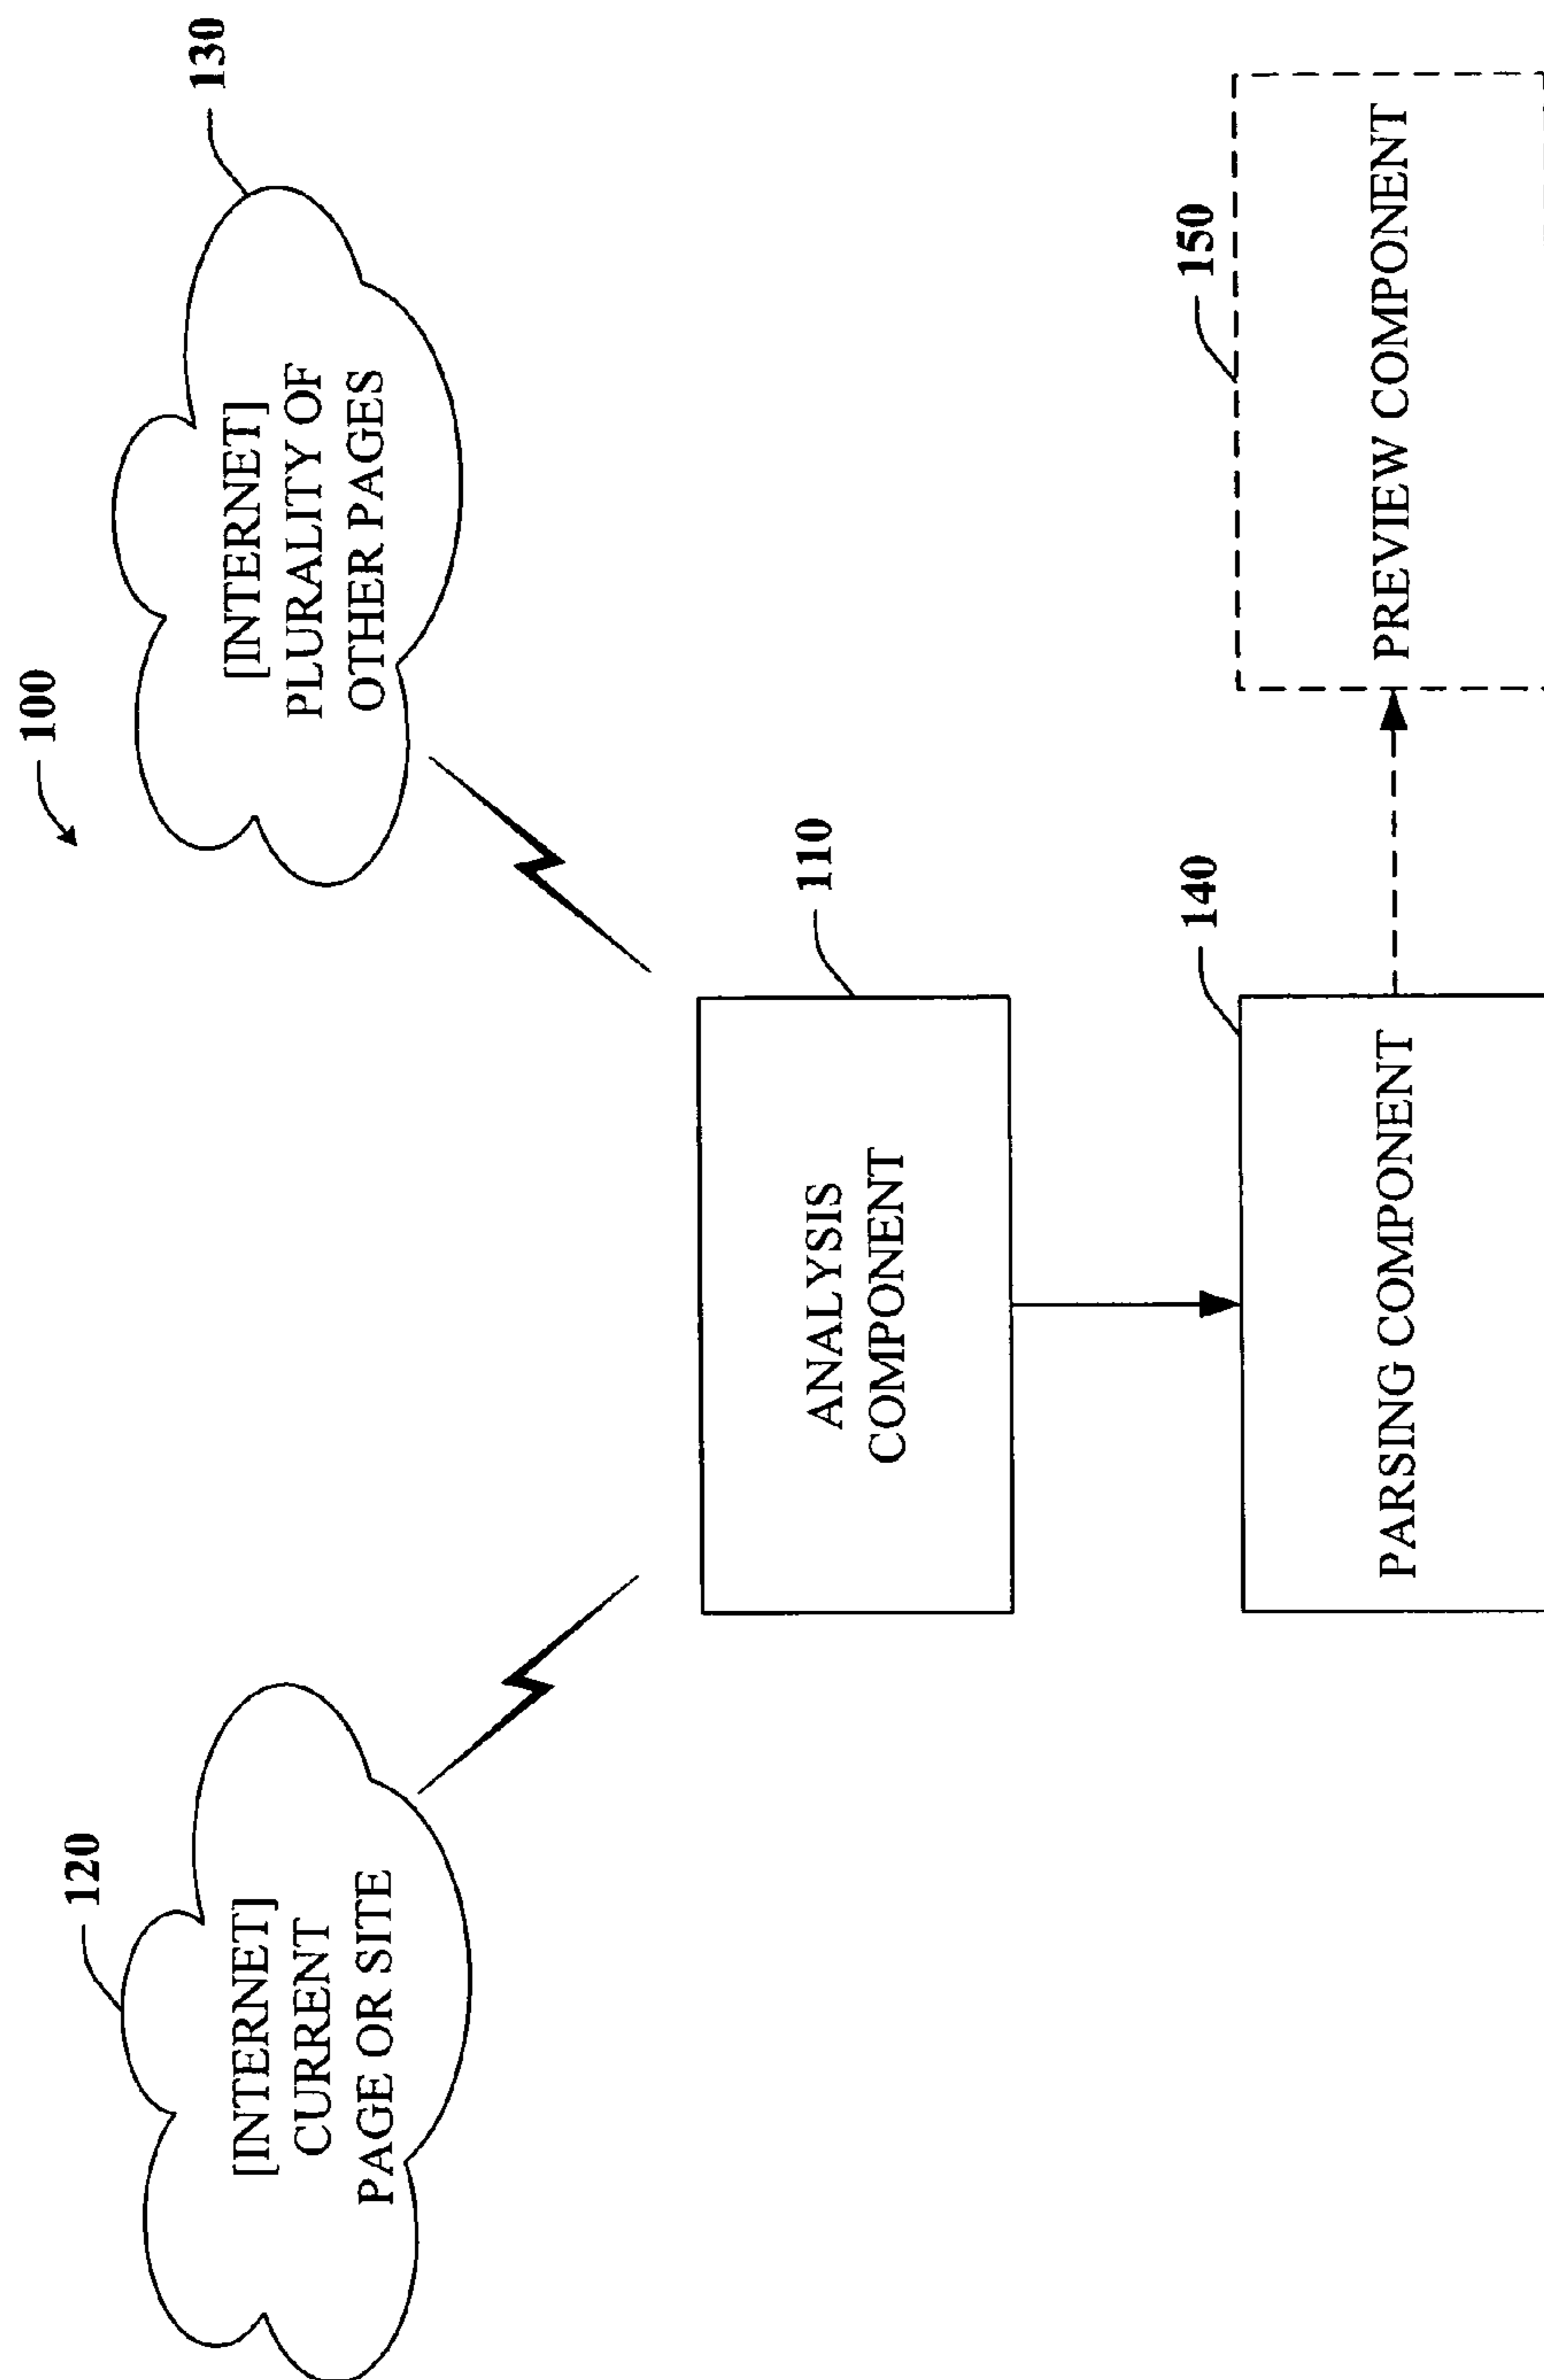 100
120
[INTERNET]
CURRENT
PAGE OR SITE
130
[INTERNET]
PLURALITY OF
OTHER PAGES
110
ANALYSIS
COMPONENT
140
PARSING COMPONENT
150
PREVIEW COMPONENT